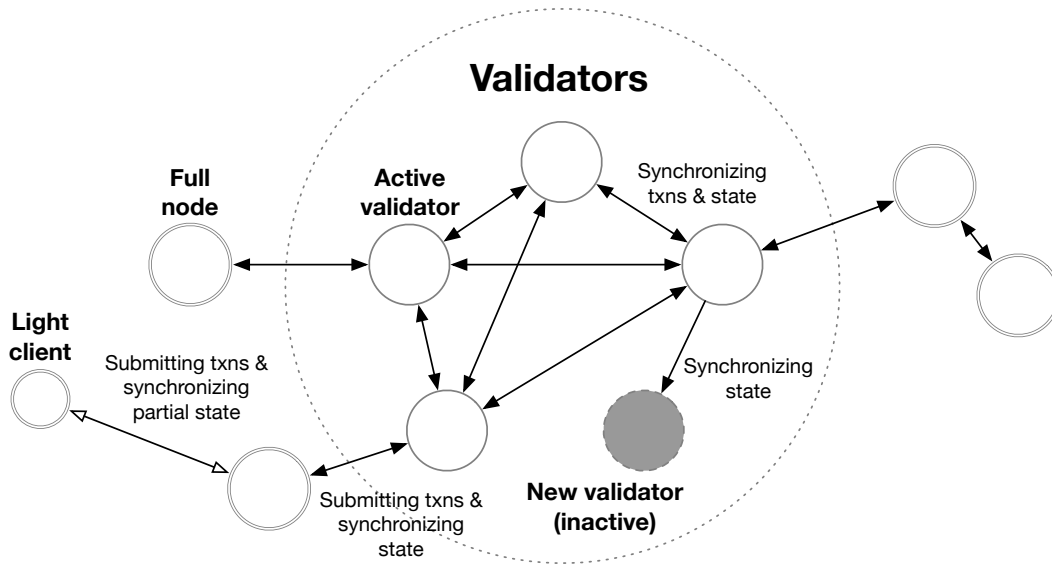 Validators
Full
node
Active
validator
Synchronizing
txns & state
Light
client
Submitting txns &
synchronizing
partial state
Synchronizing
state
New validator
(inactive)
Submitting txns &
synchronizing
state